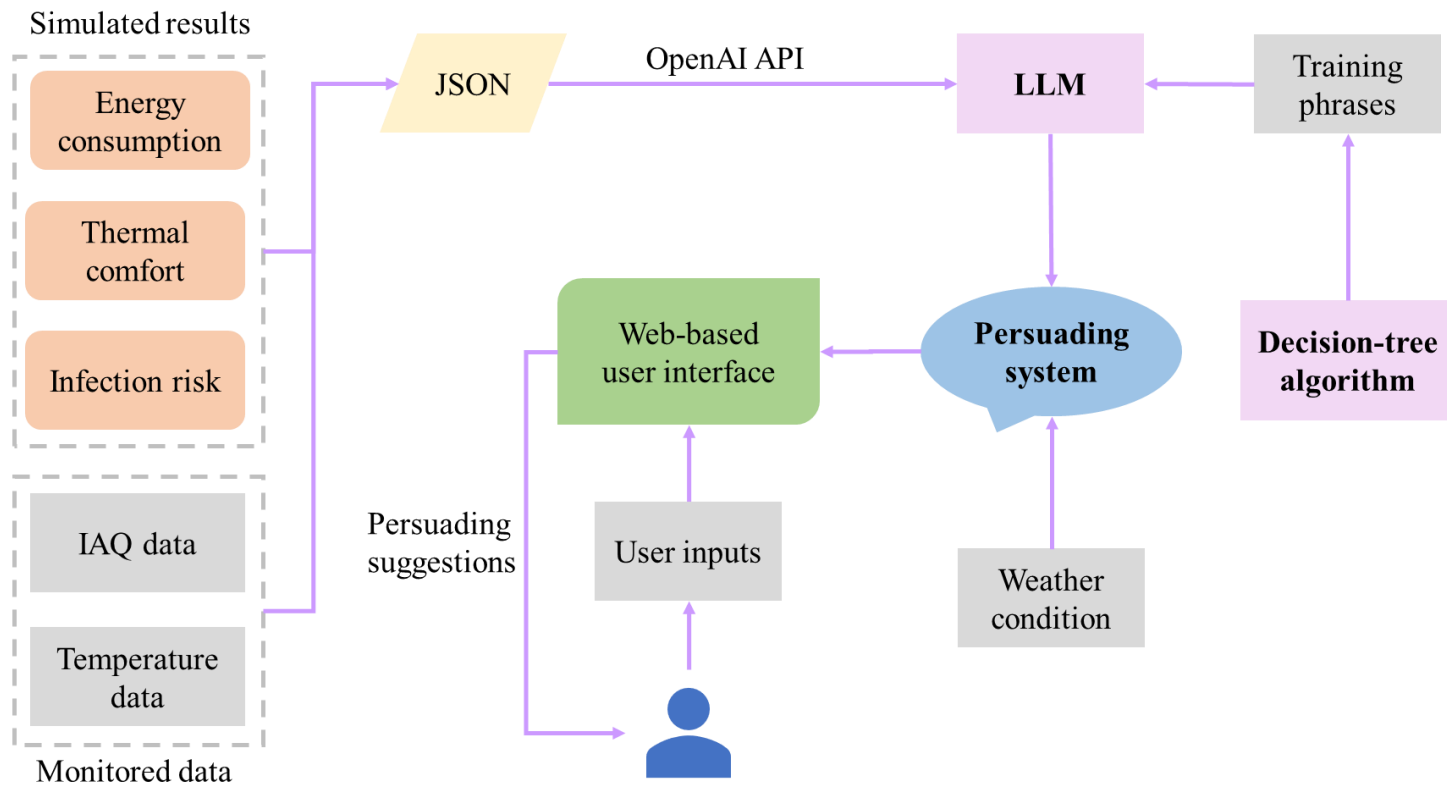 Simulated results
Energy
consumption
Thermal
comfort
Infection risk
IAQ data
Temperature
data
Monitored data
JSON
OpenAI API
LLM
Training
phrases
Web-based
user interface
Persuading
system
Decision-tree
algorithm
Persuading
suggestions
User inputs
Weather
condition